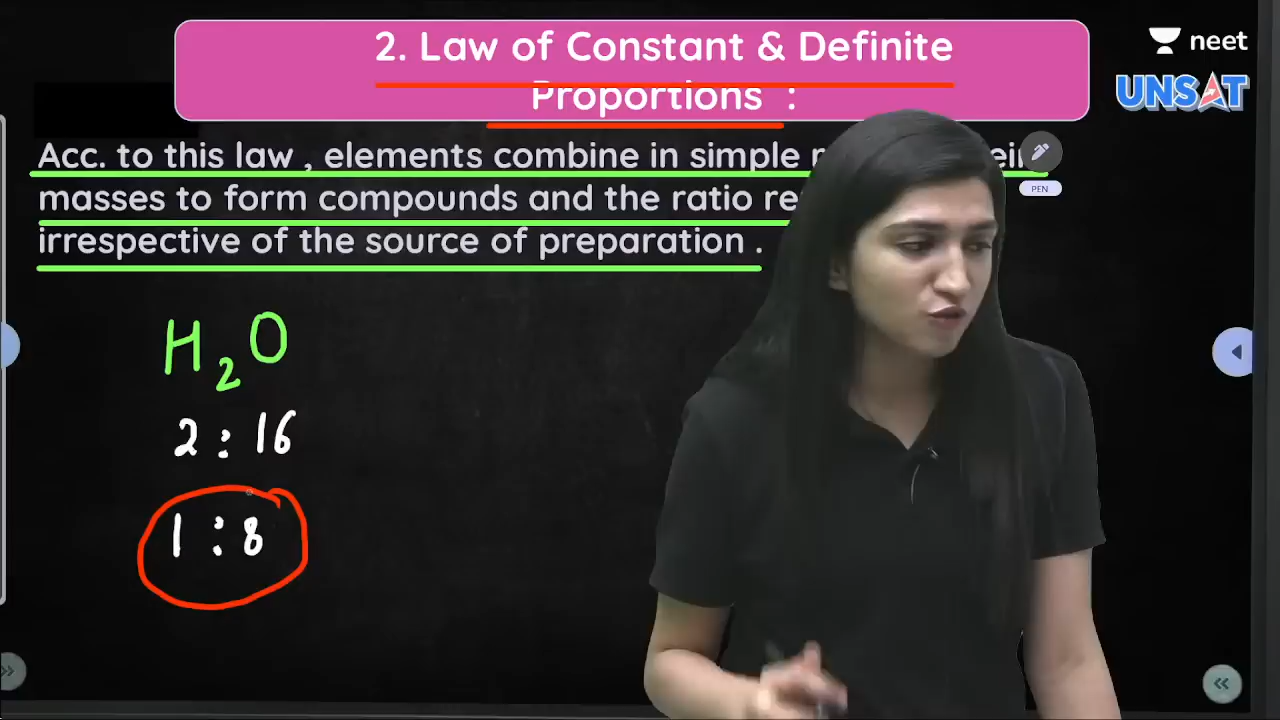 2. Law of Constant & Definite
Proportions :
neet
UNSAT
Acc. to this law , elements combine in simple
PEN
masses to form compounds and the ratio
irrespective of the source of preparation .
H2O
2 : 16
1 : 8